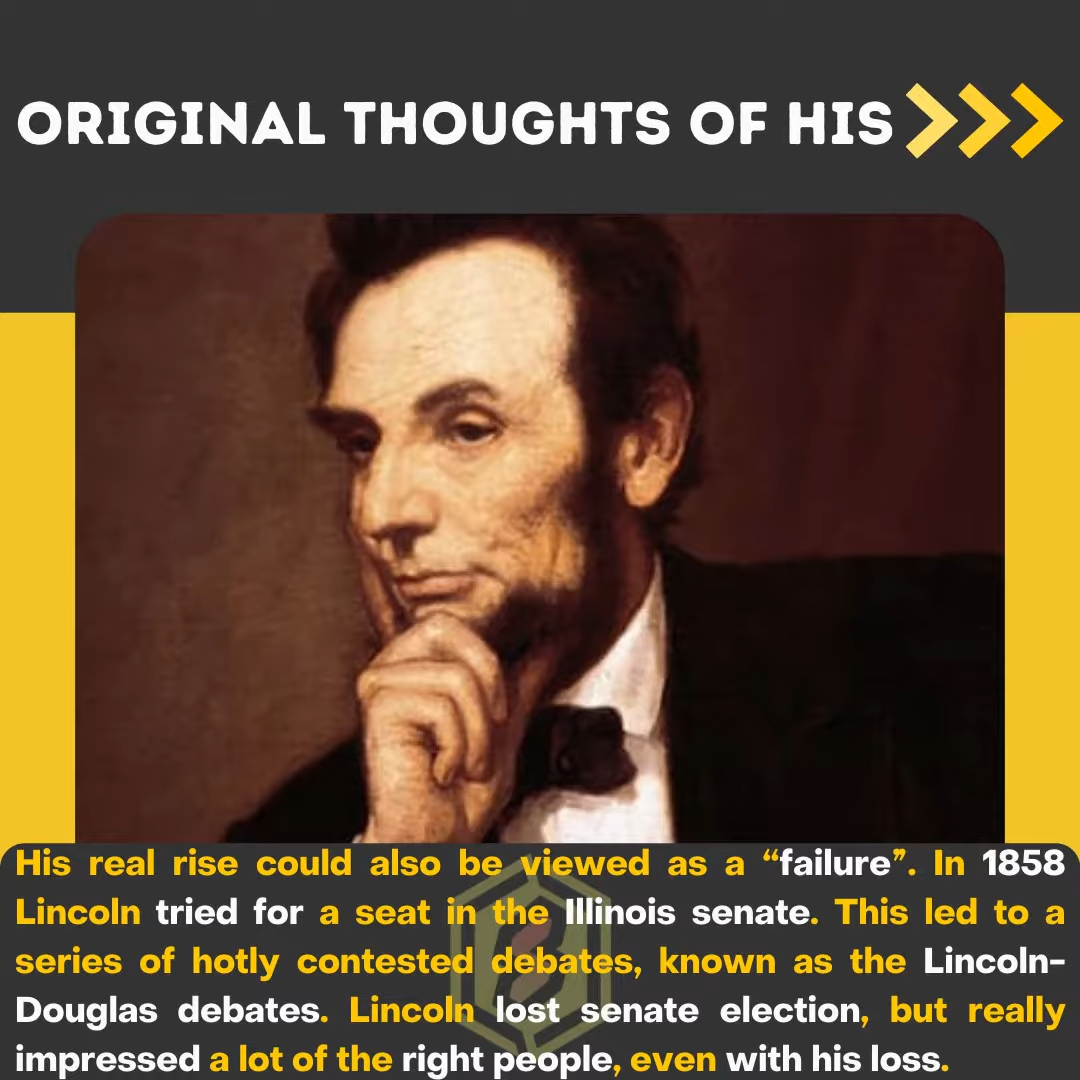 ORIGINAL THOUGHTS OF HIS
His real rise could also be viewed as a “failure”. In 1858
Lincoln tried for a seat in the Illinois senate. This led to a
series of hotly contested debates, known as the Lincoln-
Douglas debates. Lincoln lost senate election, but really
impressed a lot of the right people, even with his loss.